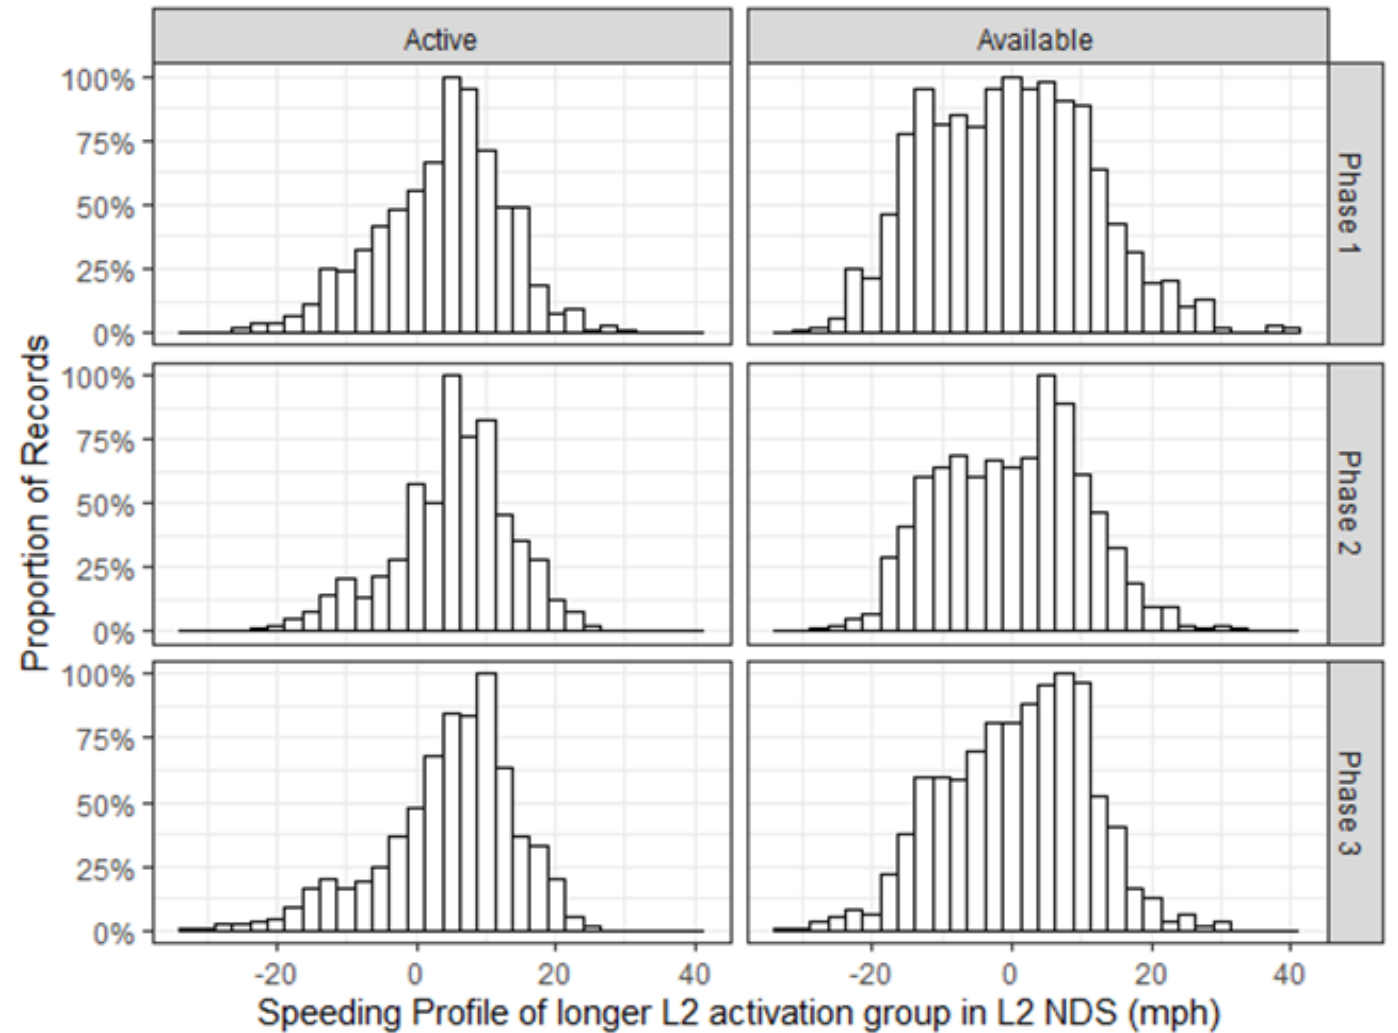 Active
Available
100%
75%
50%
25%
0%
Phase 1
100%
75%
50%
25%
0%
Phase 2
100%
75%
50%
25%
0%
Phase 3
Proportion of Records
-20 0 20 40
-20 0 20 40
Speeding Profile of longer L2 activation group in L2 NDS (mph)